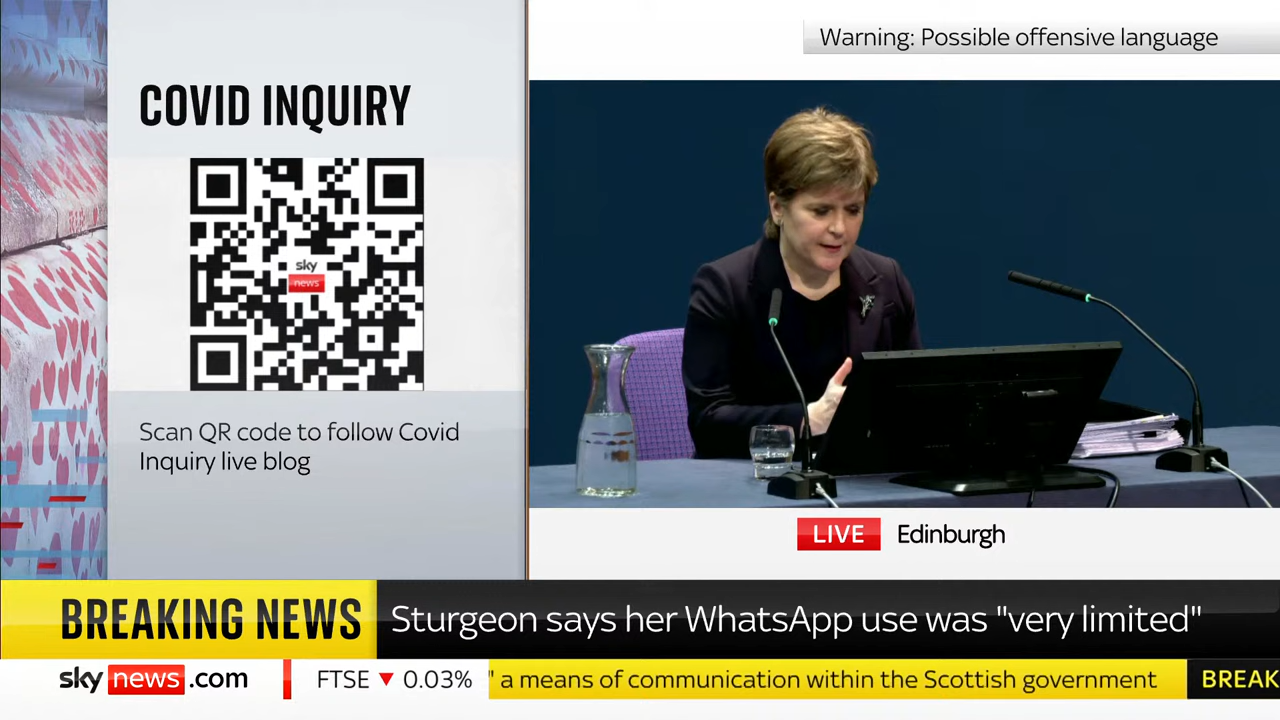 Warning: Possible offensive language
COVID INQUIRY
sky
news
Scan QR code to follow Covid
Inquiry live blog
LIVE Edinburgh
BREAKING NEWS Sturgeon says her WhatsApp use was "very limited"
sky news .com FTSE 0.03% " a means of communication within the Scottish government BREAK